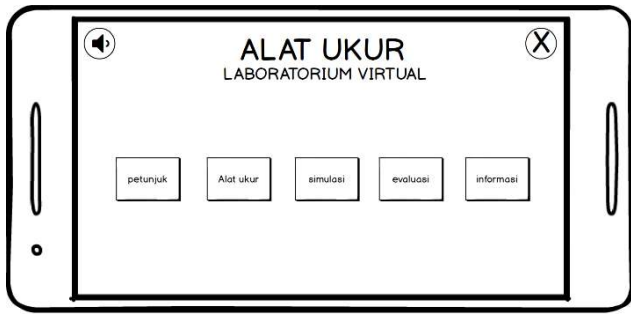 ALAT UKUR
LABORATORIUM VIRTUAL
petunjuk
Alat ukur
simulasi
evaluasi
informasi